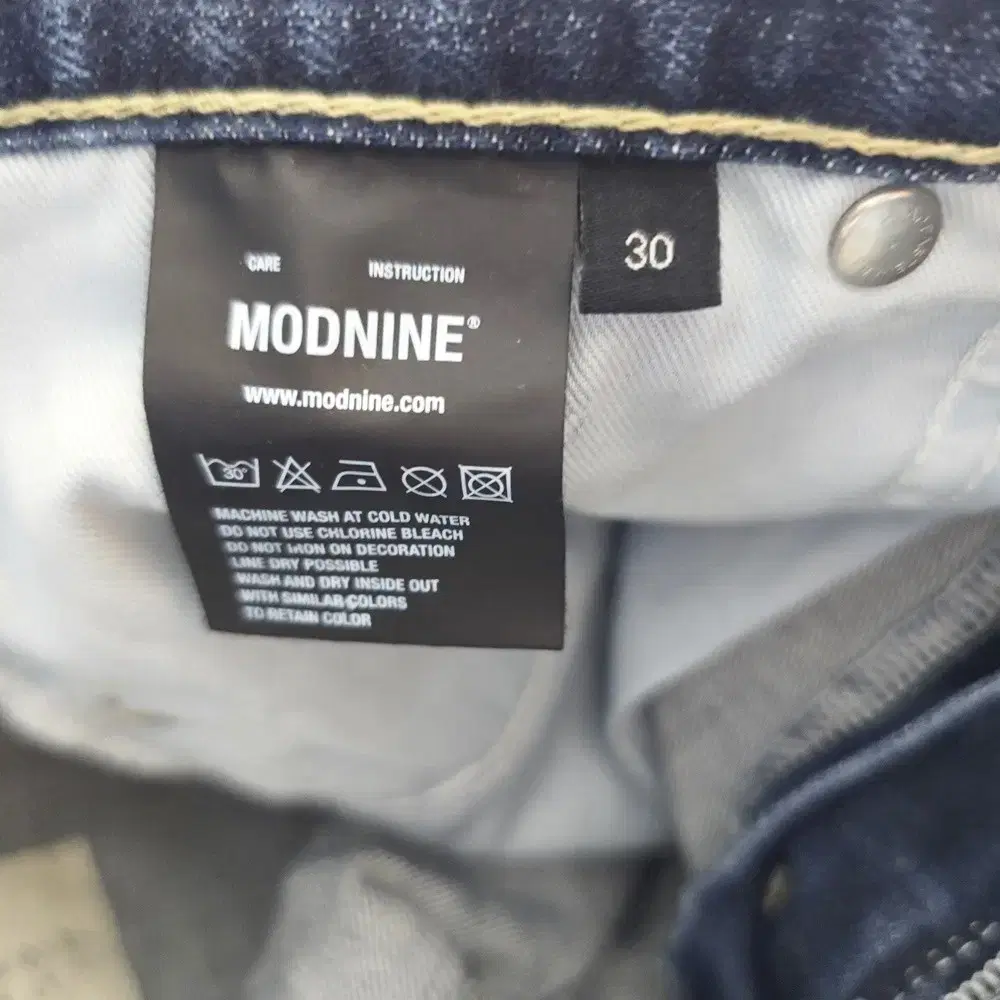 CARE INSTRUCTION
MODNINE®
www.modnine.com
30
30°
MACHINE WASH AT COLD WATER
DO NOT USE CHLORINE BLEACH
DO NOT IRON ON DECORATION
LINE DRY POSSIBLE
WASH AND DRY INSIDE OUT
WITH SIMILAR COLORS
TO RETAIN COLOR